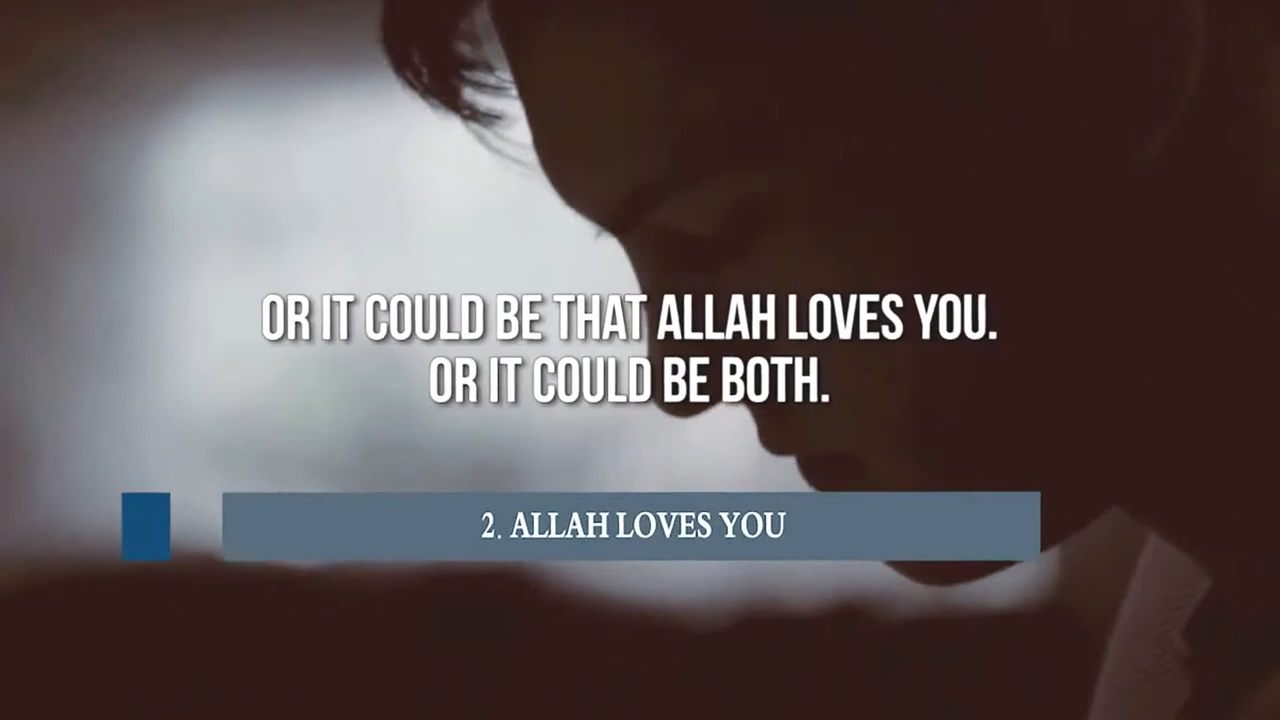 OR IT COULD BE THAT ALLAH LOVES YOU.
OR IT COULD BE BOTH.
2. ALLAH LOVES YOU